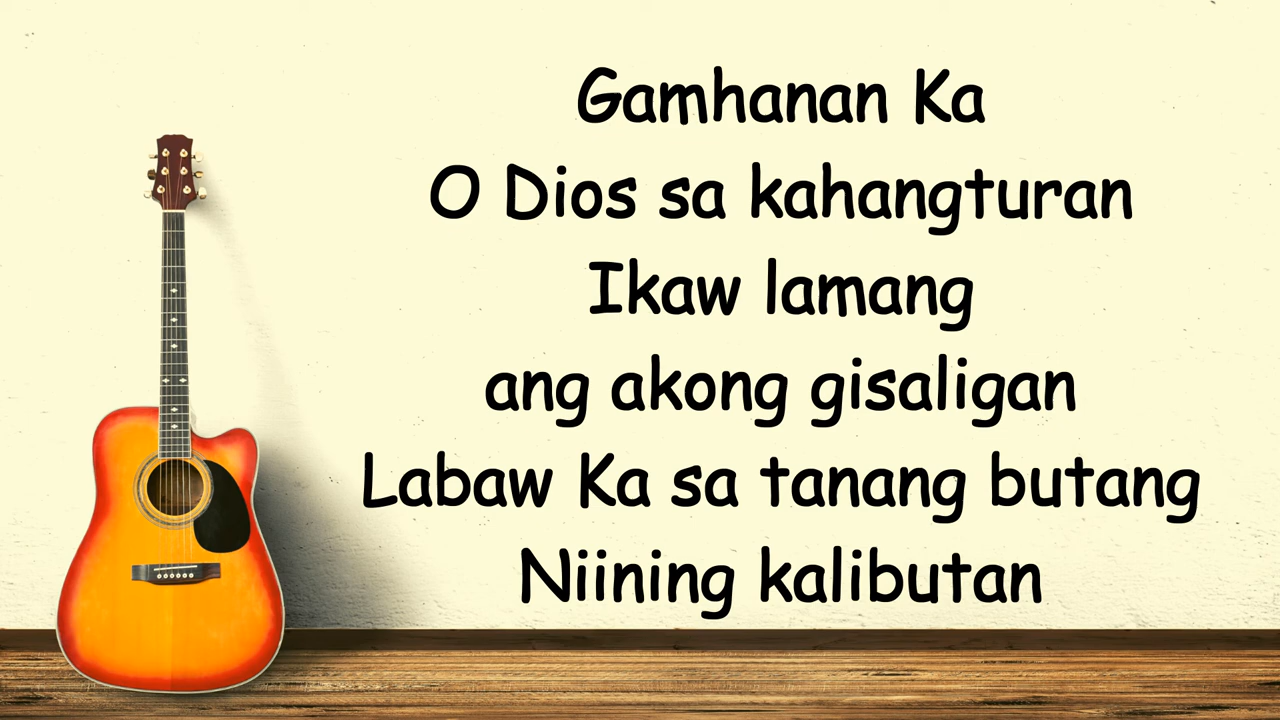 Gamhanan Ka
O Dios sa kahangturan
Ikaw lamang
ang akong gisaligan
Labaw Ka sa tanang butang
Niining kalibutan